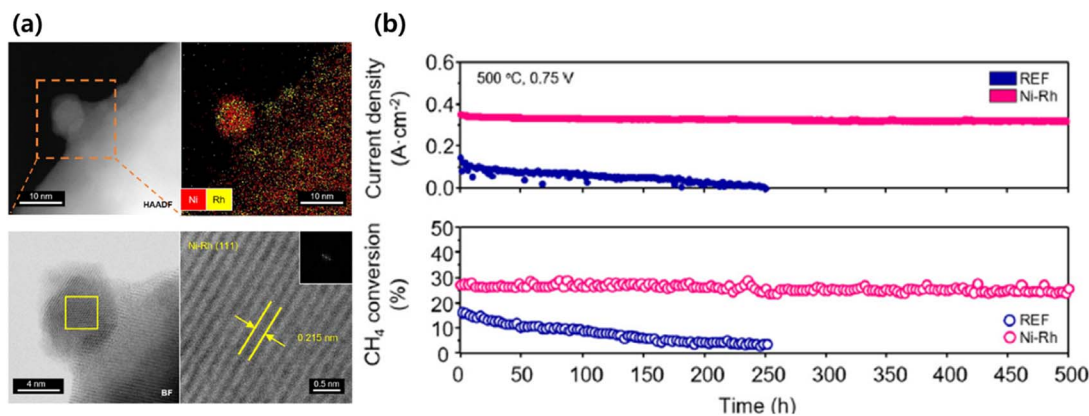 (a)
HAADF
10 nm
Ni Rh
10 nm
BF
4 nm
Ni-Rh (111)
0.215 nm
0.5 nm
(b)
Current density
(A·cm-2)
0.6
0.4
0.2
0.0
500 °C, 0.75 V
REF
Ni-Rh
CH4 conversion
(%)
50
40
30
20
10
0
REF
Ni-Rh
0 50 100 150 200 250 300 350 400 450 500
Time (h)